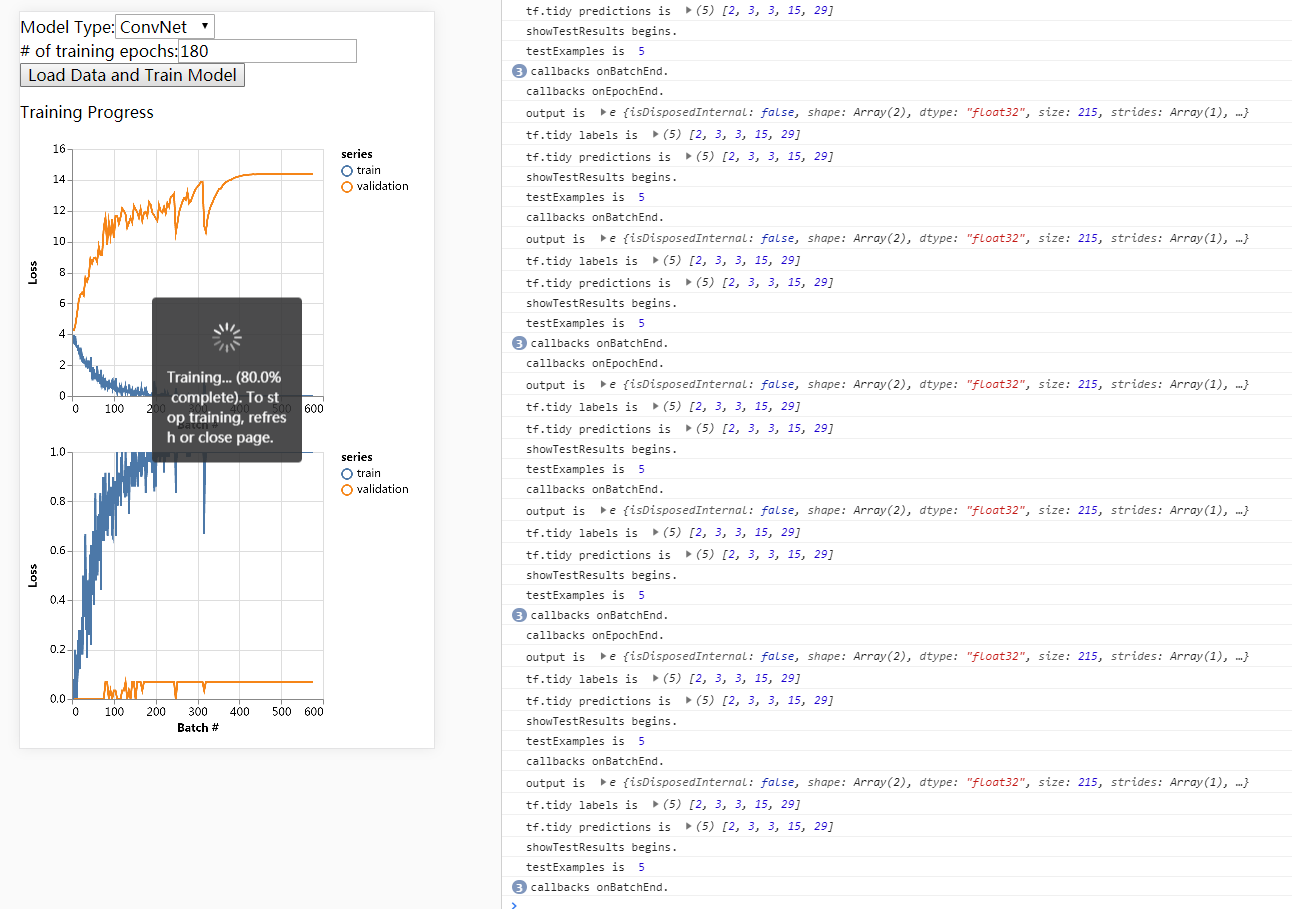 Model Type: ConvNet
# of training epochs: 180
Load Data and Train Model
Training Progress
16
14
12
10
8
6
4
2
0
Loss
0 100 200 300 400 500 600
Batch #
series
train
validation
Training... (80.0%
complete). To st
op training, refres
h or close page.
1.0
0.8
0.6
0.4
0.2
0.0
Loss
0 100 200 300 400 500 600
Batch #
series
train
validation
tf.tidy predictions is ▶(5) [2, 3, 3, 15, 29]
showTestResults begins.
testExamples is 5
3 callbacks onBatchEnd.
callbacks onEpochEnd.
output is ▶e {isDisposedInternal: false, shape: Array(2), dtype: "float32", size: 215, strides: Array(1), …}
tf.tidy labels is ▶(5) [2, 3, 3, 15, 29]
tf.tidy predictions is ▶(5) [2, 3, 3, 15, 29]
showTestResults begins.
testExamples is 5
callbacks onBatchEnd.
output is ▶e {isDisposedInternal: false, shape: Array(2), dtype: "float32", size: 215, strides: Array(1), …}
tf.tidy labels is ▶(5) [2, 3, 3, 15, 29]
tf.tidy predictions is ▶(5) [2, 3, 3, 15, 29]
showTestResults begins.
testExamples is 5
3 callbacks onBatchEnd.
callbacks onEpochEnd.
output is ▶e {isDisposedInternal: false, shape: Array(2), dtype: "float32", size: 215, strides: Array(1), …}
tf.tidy labels is ▶(5) [2, 3, 3, 15, 29]
tf.tidy predictions is ▶(5) [2, 3, 3, 15, 29]
showTestResults begins.
testExamples is 5
callbacks onBatchEnd.
output is ▶e {isDisposedInternal: false, shape: Array(2), dtype: "float32", size: 215, strides: Array(1), …}
tf.tidy labels is ▶(5) [2, 3, 3, 15, 29]
tf.tidy predictions is ▶(5) [2, 3, 3, 15, 29]
showTestResults begins.
testExamples is 5
3 callbacks onBatchEnd.
callbacks onEpochEnd.
output is ▶e {isDisposedInternal: false, shape: Array(2), dtype: "float32", size: 215, strides: Array(1), …}
tf.tidy labels is ▶(5) [2, 3, 3, 15, 29]
tf.tidy predictions is ▶(5) [2, 3, 3, 15, 29]
showTestResults begins.
testExamples is 5
callbacks onBatchEnd.
output is ▶e {isDisposedInternal: false, shape: Array(2), dtype: "float32", size: 215, strides: Array(1), …}
tf.tidy labels is ▶(5) [2, 3, 3, 15, 29]
tf.tidy predictions is ▶(5) [2, 3, 3, 15, 29]
showTestResults begins.
testExamples is 5
3 callbacks onBatchEnd.